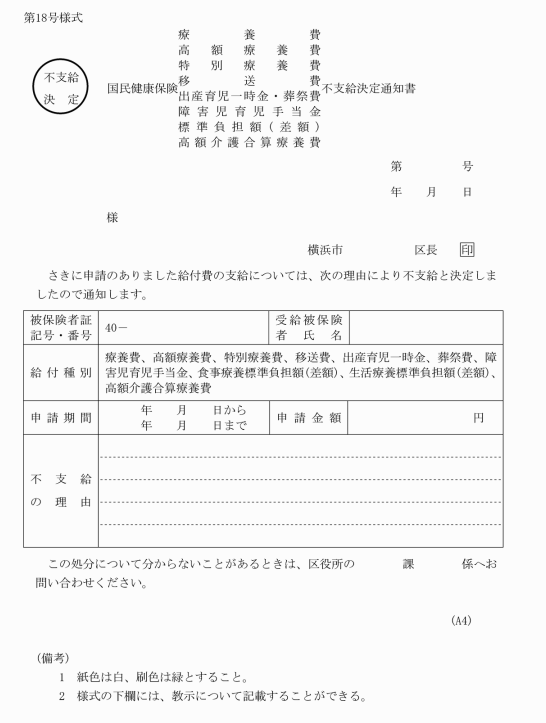 第18号様式
不支給
決　定
国民健康保険
療養費
高額療養費
特別療養費
移送費
出産育児一時金・葬祭費
障害児育児手当金
標準負担額(差額)
高額介護合算療養費
不支給決定通知書
第　　　　　号
年　　月　　日
様
横浜市　　　　　　区長　　印
さきに申請のありました給付費の支給については、次の理由により不支給と決定しま
したので通知します。
被保険者証
記号・番号
40－
受給被保険
者氏名
給付種別
療養費、高額療養費、特別療養費、移送費、出産育児一時金、葬祭費、障
害児育児手当金、食事療養標準負担額(差額)、生活療養標準負担額(差額)、
高額介護合算療養費
申請期間
年　　月　　日から
年　　月　　日まで
申請金額
円
不支給
の理由
この処分について分からないことがあるときは、区役所の　　　　課　　　　係へお
問い合わせください。
(A4)
(備考)
1　紙色は白、刷色は緑とすること。
2　様式の下欄には、教示について記載することができる。